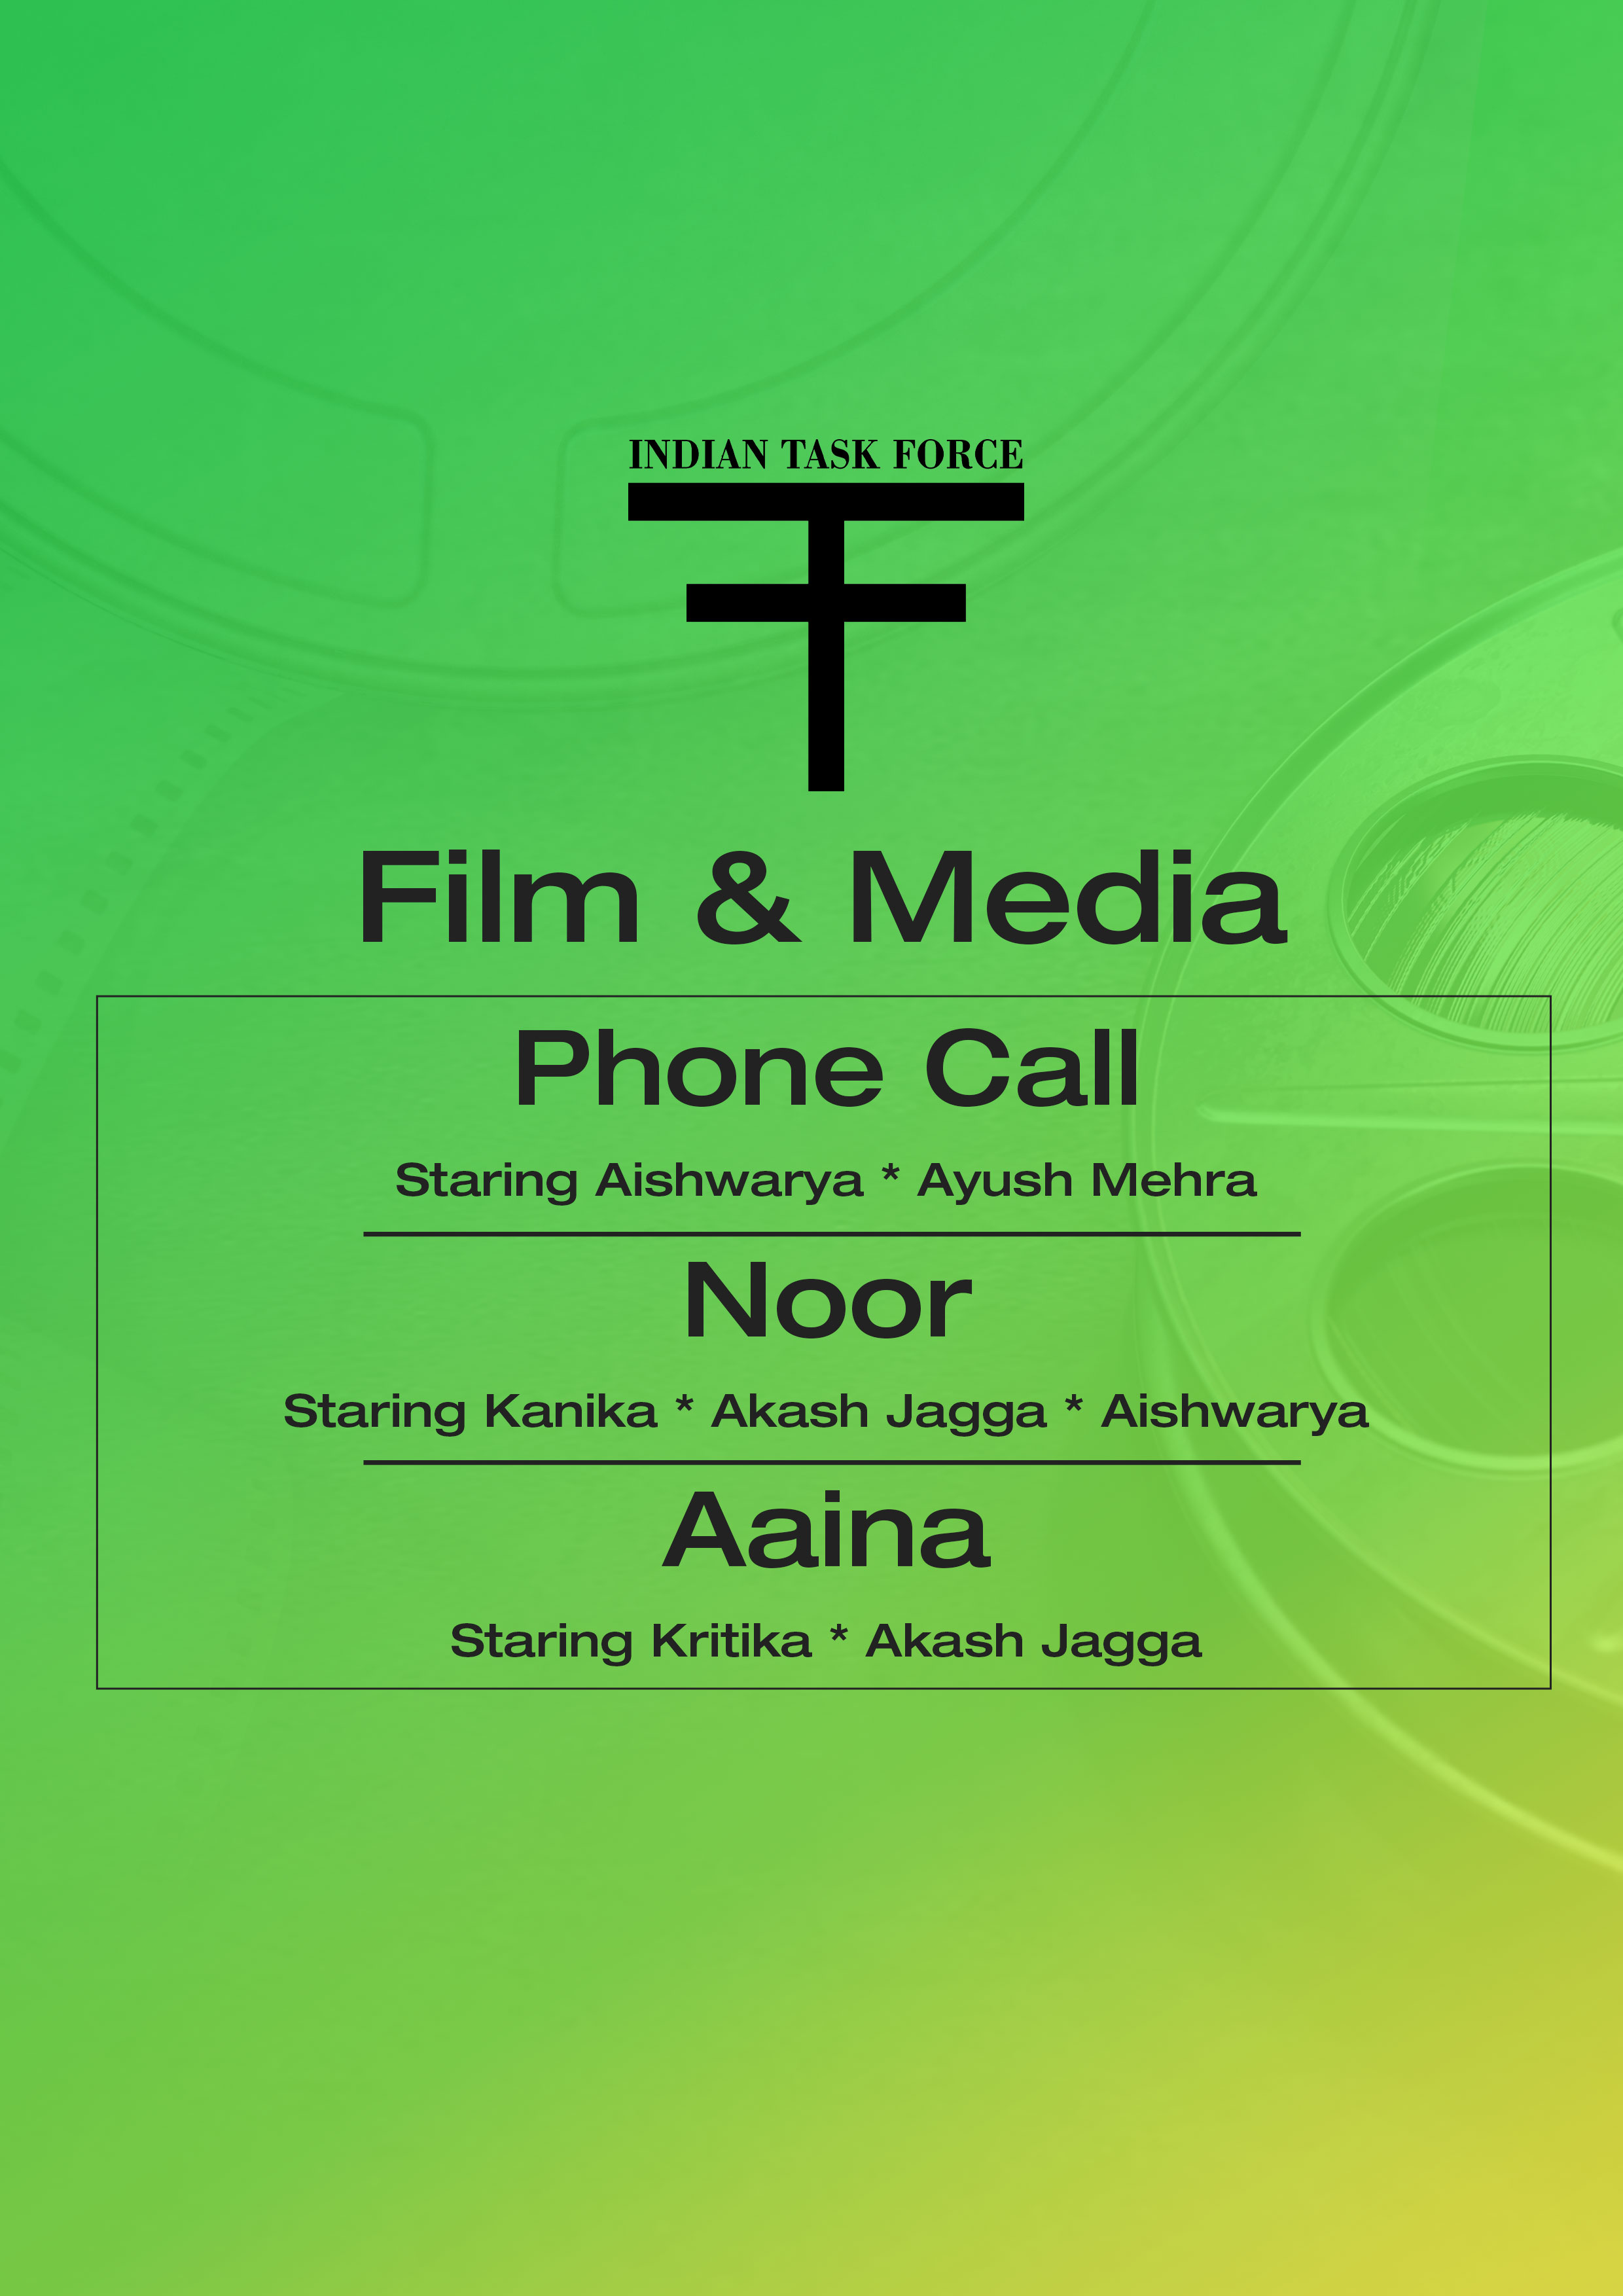 INDIAN TASK FORCE
Film & Media
Phone Call
Staring Aishwarya * Ayush Mehra
Noor
Staring Kanika * Akash Jagga * Aishwarya
Aaina
Staring Kritika * Akash Jagga